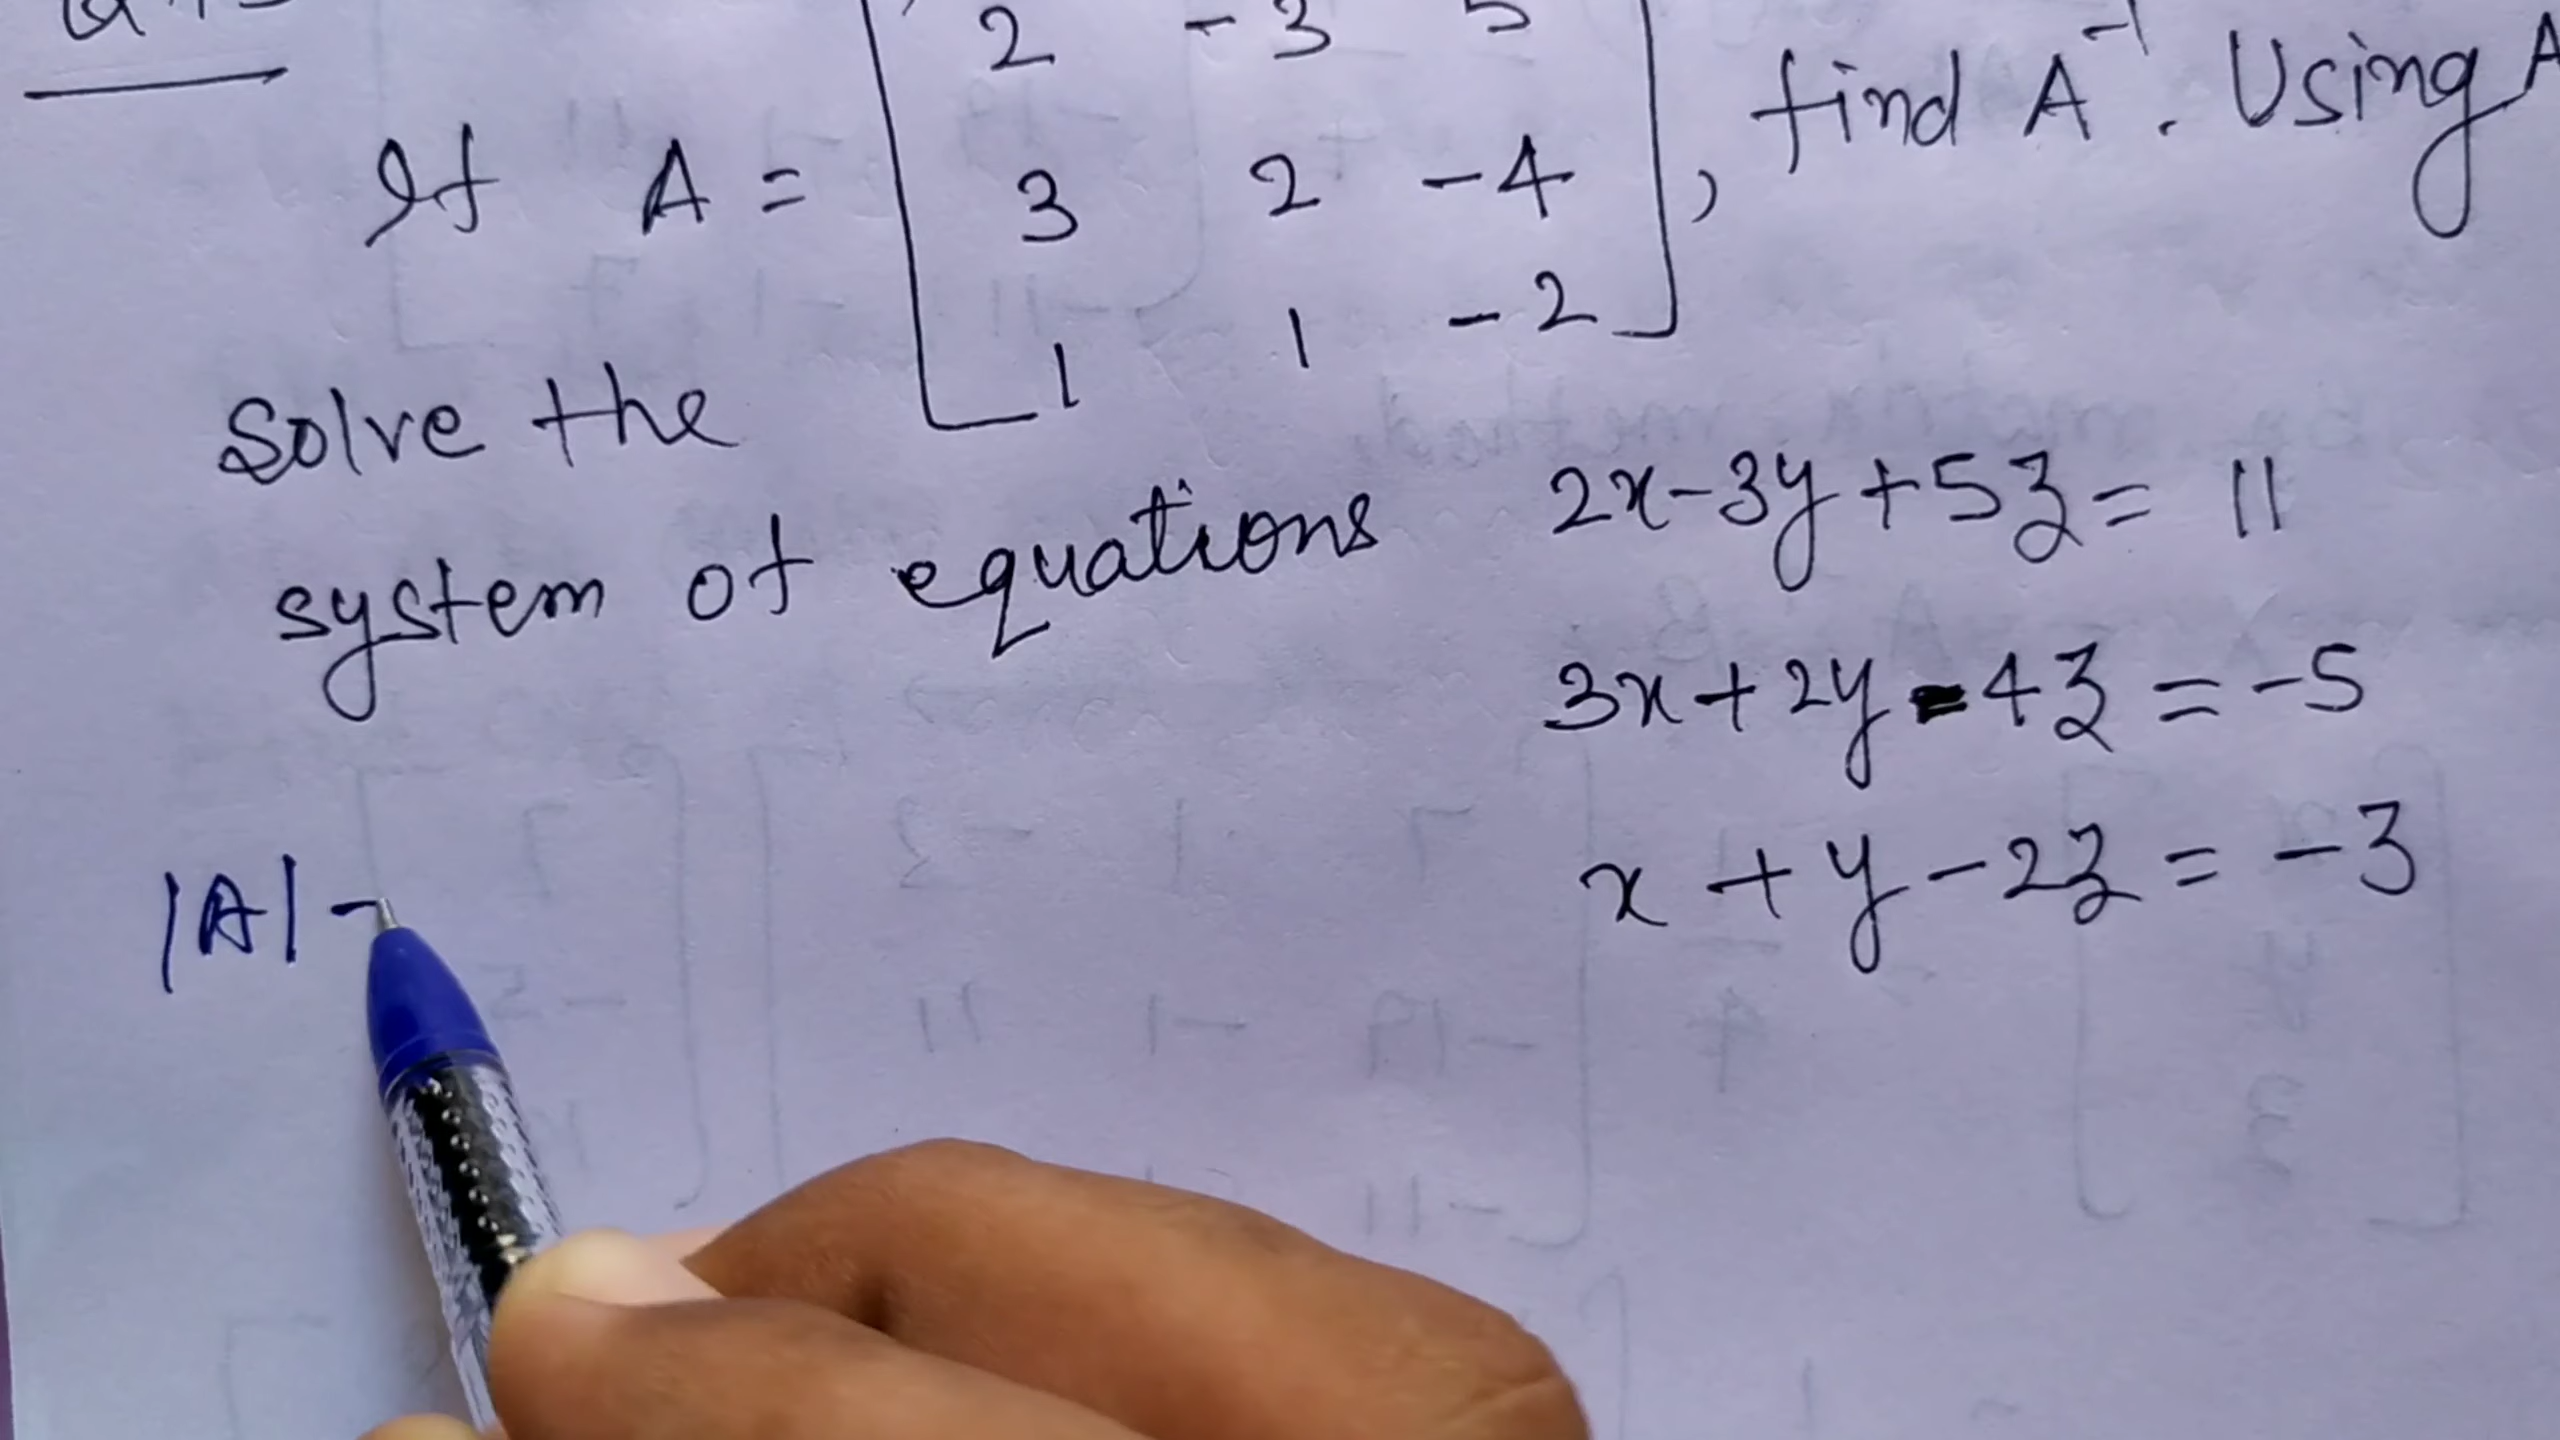 2 -3 5
If A = 3 2 -4 , find A⁻¹. Using A
1 1 -2
Solve the
system of equations 2x-3y+5z = 11
3x+2y-4z = -5
x+y-2z = -3
|A| -